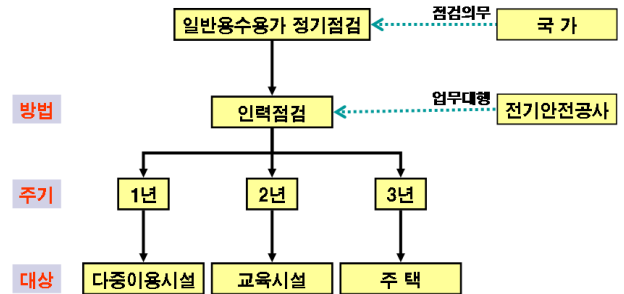 일반용수용가 정기점검
점검의무
국 가
방법
인력점검
업무대행
전기안전공사
주기
1년
2년
3년
대상
다중이용시설
교육시설
주 택